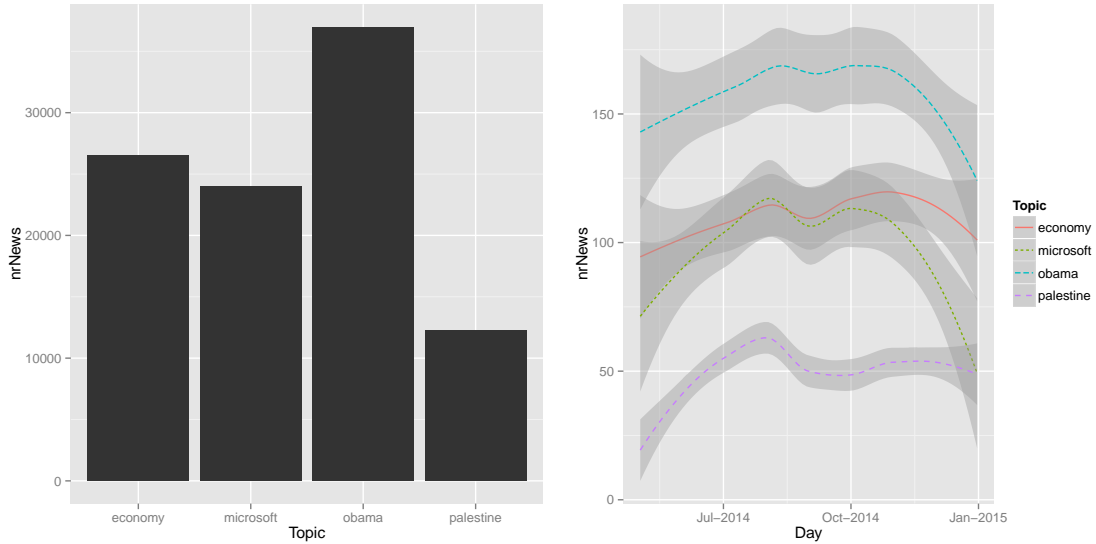 nrNews
30000
20000
10000
0
economy microsoft obama palestine
Topic
nrNews
150
100
50
0
Jul–2014 Oct–2014 Jan–2015
Day
Topic
economy
microsoft
obama
palestine